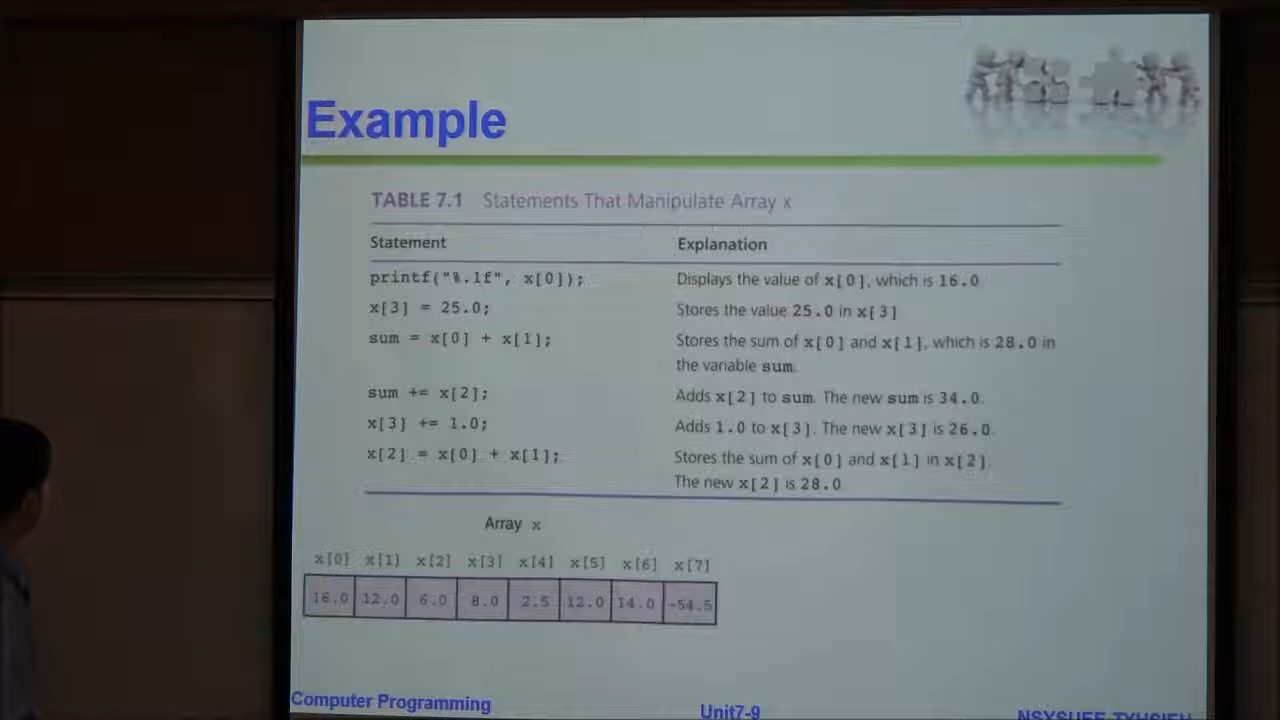 Example
TABLE 7.1 Statements That Manipulate Array x
Statement Explanation
printf("%.1f", x[0]); Displays the value of x[0], which is 16.0
x[3] = 25.0; Stores the value 25.0 in x[3]
sum = x[0] + x[1]; Stores the sum of x[0] and x[1], which is 28.0 in
the variable sum.
sum += x[2]; Adds x[2] to sum. The new sum is 34.0.
x[3] += 1.0; Adds 1.0 to x[3]. The new x[3] is 26.0.
x[2] = x[0] + x[1]; Stores the sum of x[0] and x[1] in x[2].
The new x[2] is 28.0
Array x
x[0] x[1] x[2] x[3] x[4] x[5] x[6] x[7]
16.0 12.0 6.0 8.0 2.5 12.0 14.0 -54.5
Computer Programming Unit7-9